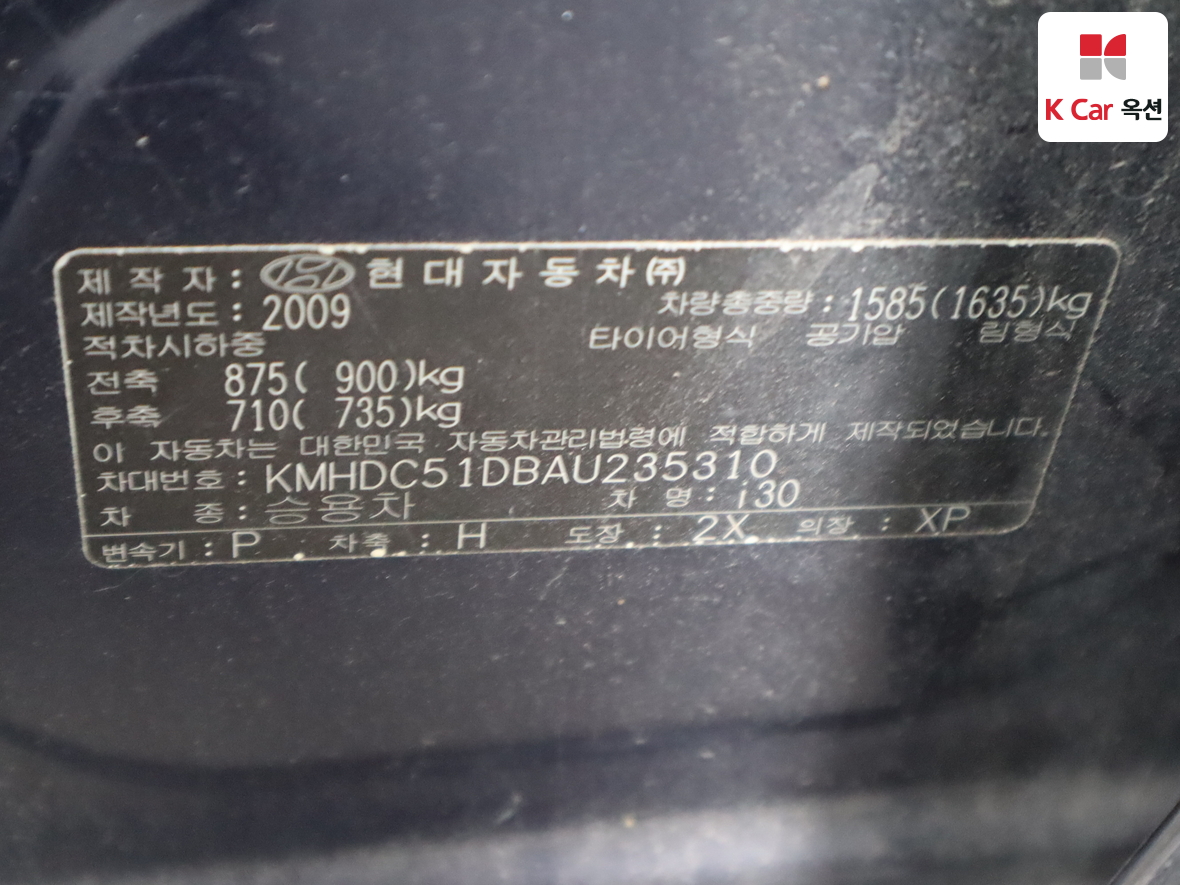 K Car 옥션
제 작 자 : 현 대 자 동 차 ㈜
제작년도 : 2009 차량총중량 : 1585(1635)kg
적차시하중 타이어형식 공기압 림형식
전축 875( 900)kg
후축 710( 735)kg
이 자동차는 대한민국 자동차관리법령에 적합하게 제작되었습니다.
차대번호 : KMHDC51DBAU235310
차 종 : 승용차 차 명 : i30
변속기 : P 차축 : H 도장 : 2X 의장 : XP